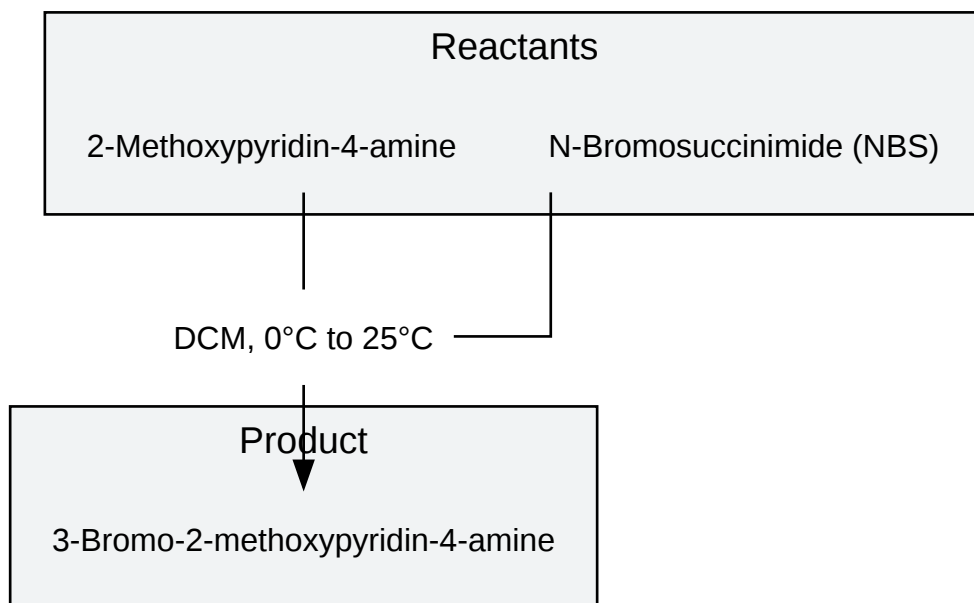 Reactants
2-Methoxypyridin-4-amine N-Bromosuccinimide (NBS)
DCM, 0°C to 25°C
Product
3-Bromo-2-methoxypyridin-4-amine